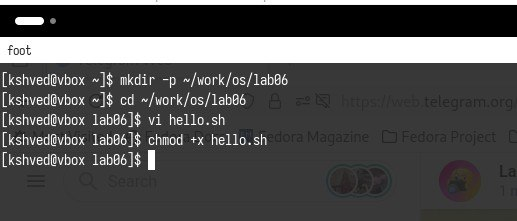 foot
[kshved@vbox ~]$ mkdir -p ~/work/os/lab06
[kshved@vbox ~]$ cd ~/work/os/lab06
[kshved@vbox lab06]$ vi hello.sh
[kshved@vbox lab06]$ chmod +x hello.sh
[kshved@vbox lab06]$
https://web.telegram.org
Fedora Magazine
Fedora Project
Search
La
1 n